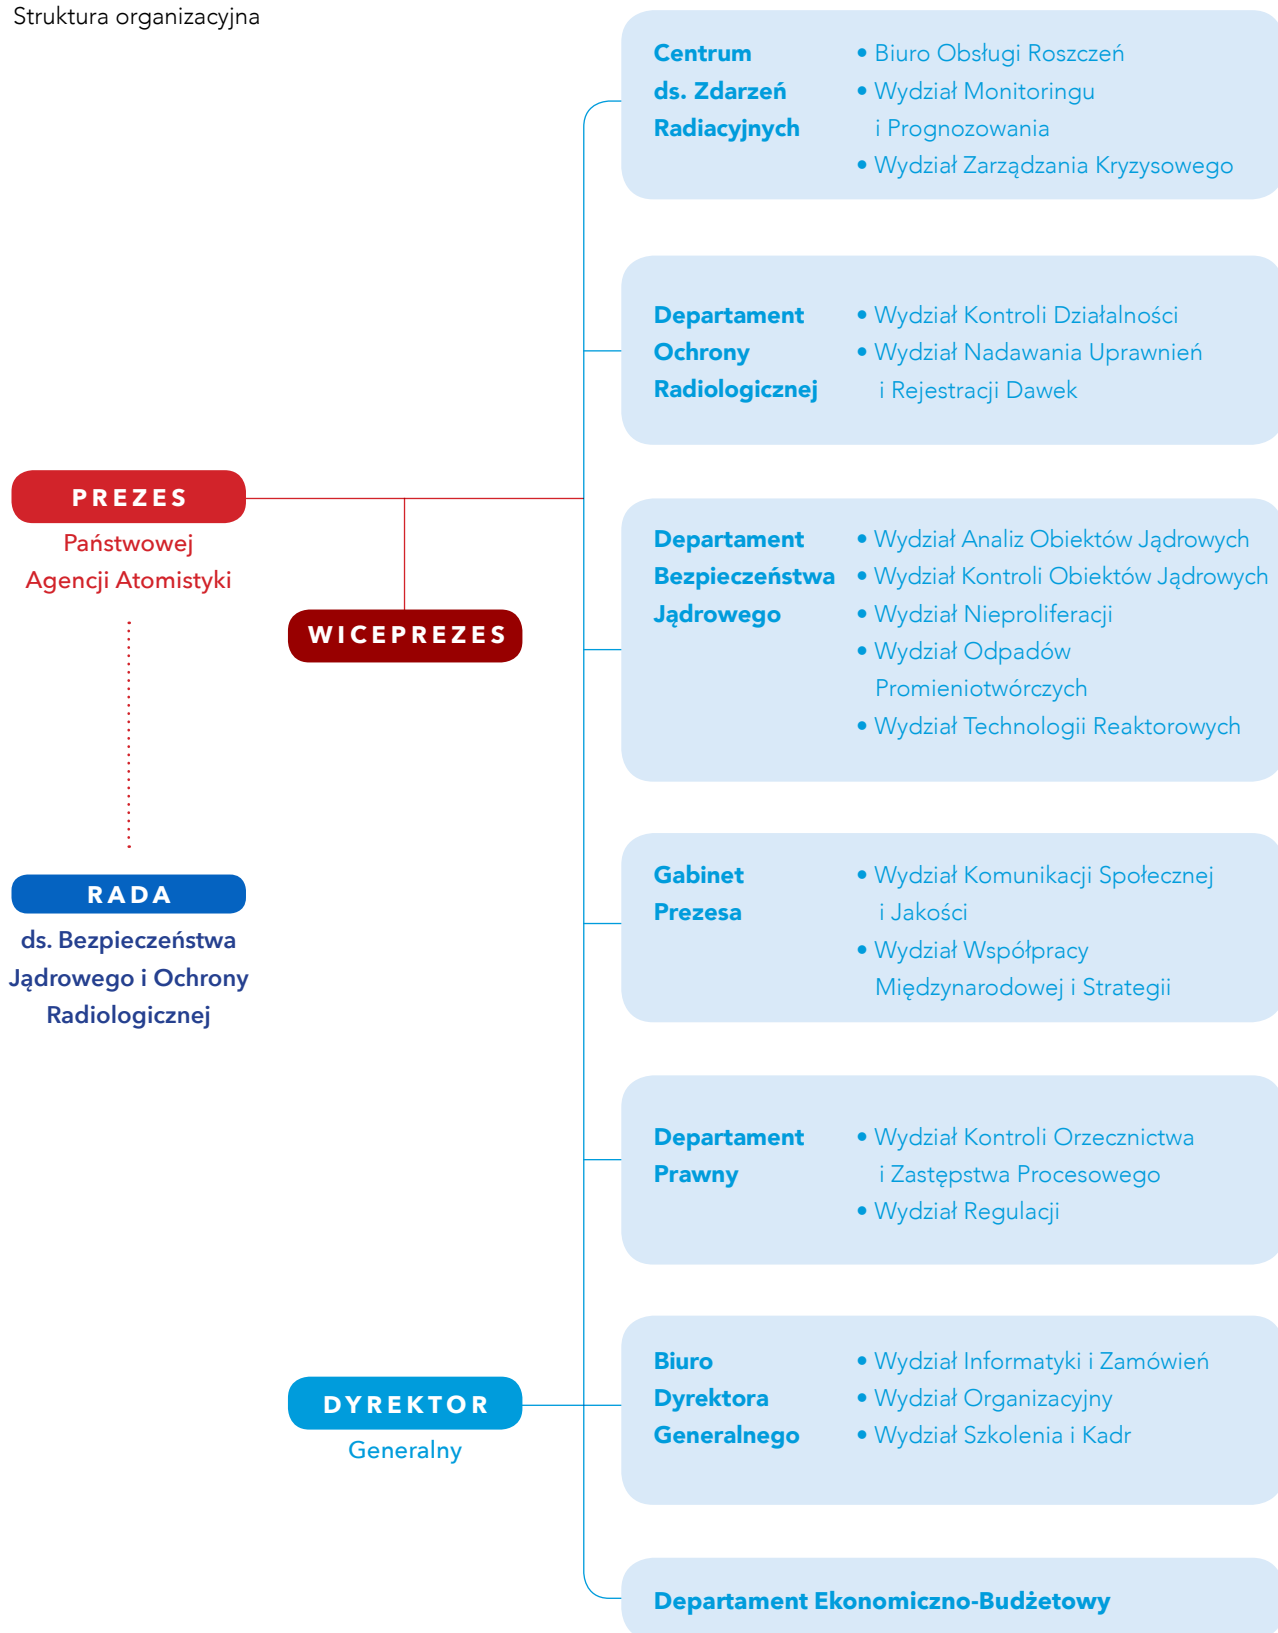 Struktura organizacyjna
Centrum
ds. Zdarzeń
Radiacyjnych
• Biuro Obsługi Roszczeń
• Wydział Monitoringu
i Prognozowania
• Wydział Zarządzania Kryzysowego
Departament
Ochrony
Radiologicznej
• Wydział Kontroli Działalności
• Wydział Nadawania Uprawnień
i Rejestracji Dawek
PREZES
Państwowej
Agencji Atomistyki
WICEPREZES
Departament
Bezpieczeństwa
Jądrowego
• Wydział Analiz Obiektów Jądrowych
• Wydział Kontroli Obiektów Jądrowych
• Wydział Nieproliferacji
• Wydział Odpadów
Promieniotwórczych
• Wydział Technologii Reaktorowych
RADA
ds. Bezpieczeństwa
Jądrowego i Ochrony
Radiologicznej
Gabinet
Prezesa
• Wydział Komunikacji Społecznej
i Jakości
• Wydział Współpracy
Międzynarodowej i Strategii
Departament
Prawny
• Wydział Kontroli Orzecznictwa
i Zastępstwa Procesowego
• Wydział Regulacji
DYREKTOR
Generalny
Biuro
Dyrektora
Generalnego
• Wydział Informatyki i Zamówień
• Wydział Organizacyjny
• Wydział Szkolenia i Kadr
Departament Ekonomiczno-Budżetowy